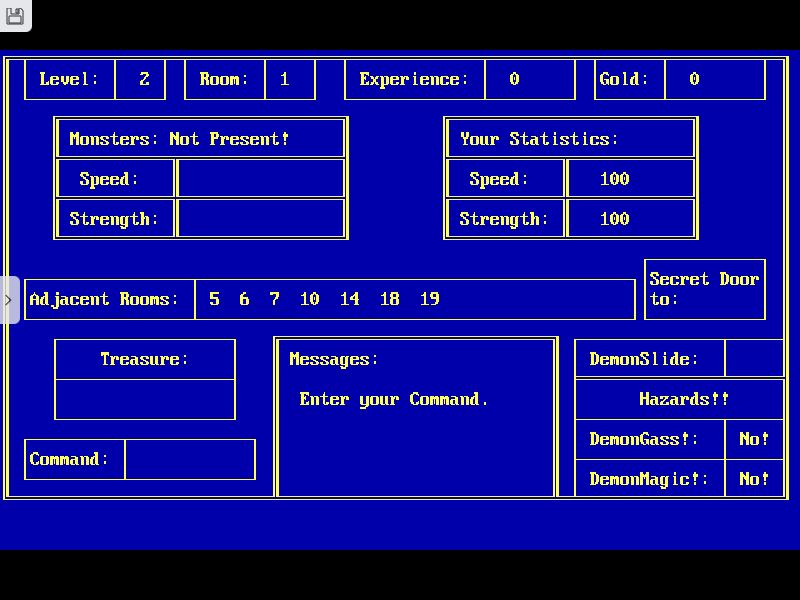 Level: 2 Room: 1 Experience: 0 Gold: 0
Monsters: Not Present!
Speed:
Strength:
Your Statistics:
Speed: 100
Strength: 100
Adjacent Rooms: 5 6 7 10 14 18 19
Secret Door
to:
Treasure:
Command:
Messages:
Enter your Command.
DemonSlide:
Hazards!!
DemonGass!: No!
DemonMagic!: No!